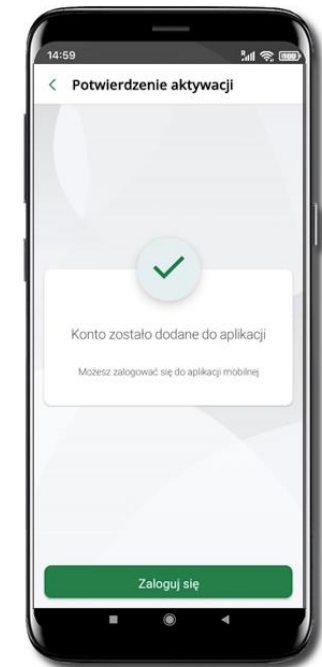 14:59
Potwierdzenie aktywacji
Konto zostało dodane do aplikacji
Możesz zalogować się do aplikacji mobilnej
Zaloguj się